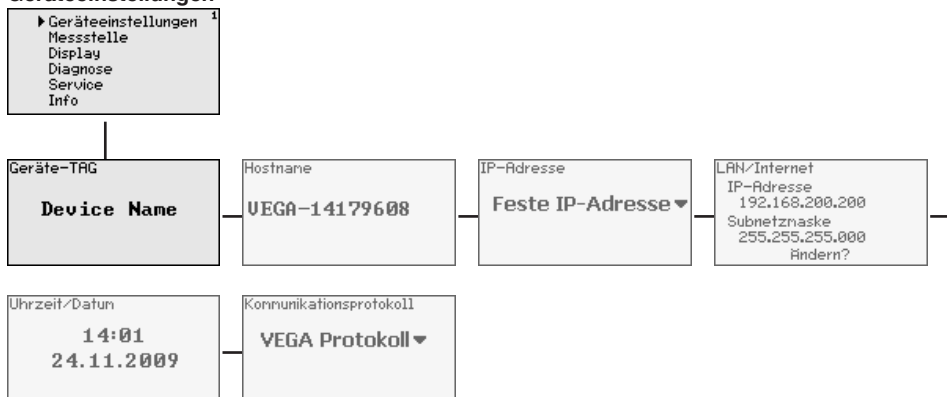 Geräteeinstellungen
Geräteeinstellungen 1
Messstelle
Display
Diagnose
Service
Info
Geräte-TAG
Device Name
Hostname
VEGA-14179608
IP-Adresse
Feste IP-Adresse
LAN/Internet
IP-Adresse
192.168.200.200
Subnetzmaske
255.255.255.000
Ändern?
Uhrzeit/Datum
14:01
24.11.2009
Kommunikationsprotokoll
VEGA Protokoll